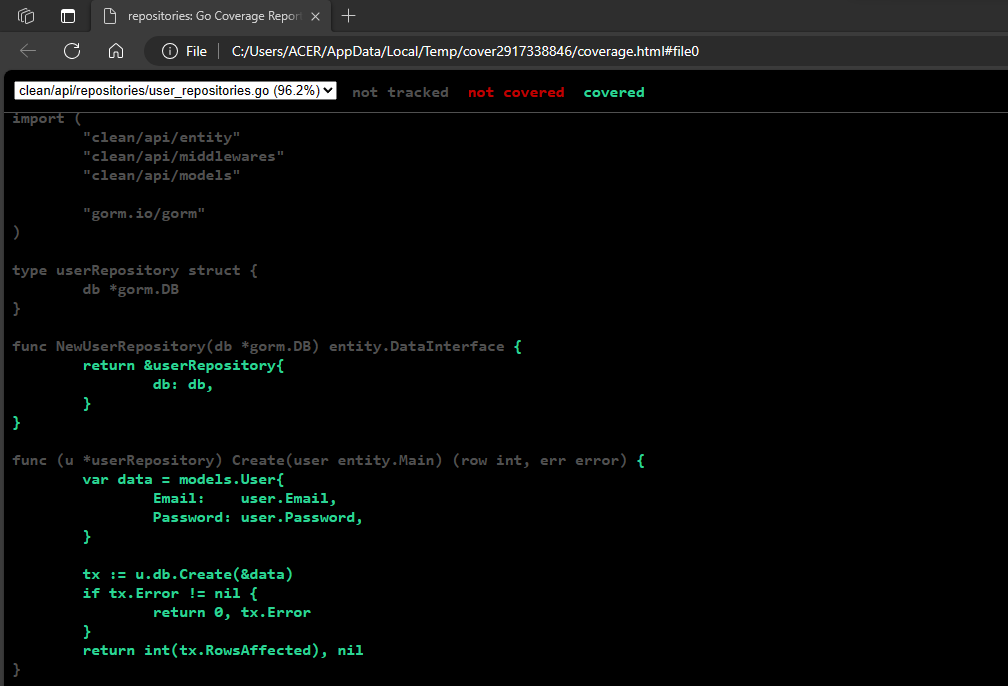 repositories: Go Coverage Repor
File
C:/Users/ACER/AppData/Local/Temp/cover2917338846/coverage.html#file0
clean/api/repositories/user_repositories.go (96.2%)
not tracked not covered covered
import (
	"clean/api/entity"
	"clean/api/middlewares"
	"clean/api/models"

	"gorm.io/gorm"
)

type userRepository struct {
	db *gorm.DB
}

func NewUserRepository(db *gorm.DB) entity.DataInterface {
	return &userRepository{
		db: db,
	}
}

func (u *userRepository) Create(user entity.Main) (row int, err error) {
	var data = models.User{
		Email:    user.Email,
		Password: user.Password,
	}

	tx := u.db.Create(&data)
	if tx.Error != nil {
		return 0, tx.Error
	}
	return int(tx.RowsAffected), nil
}